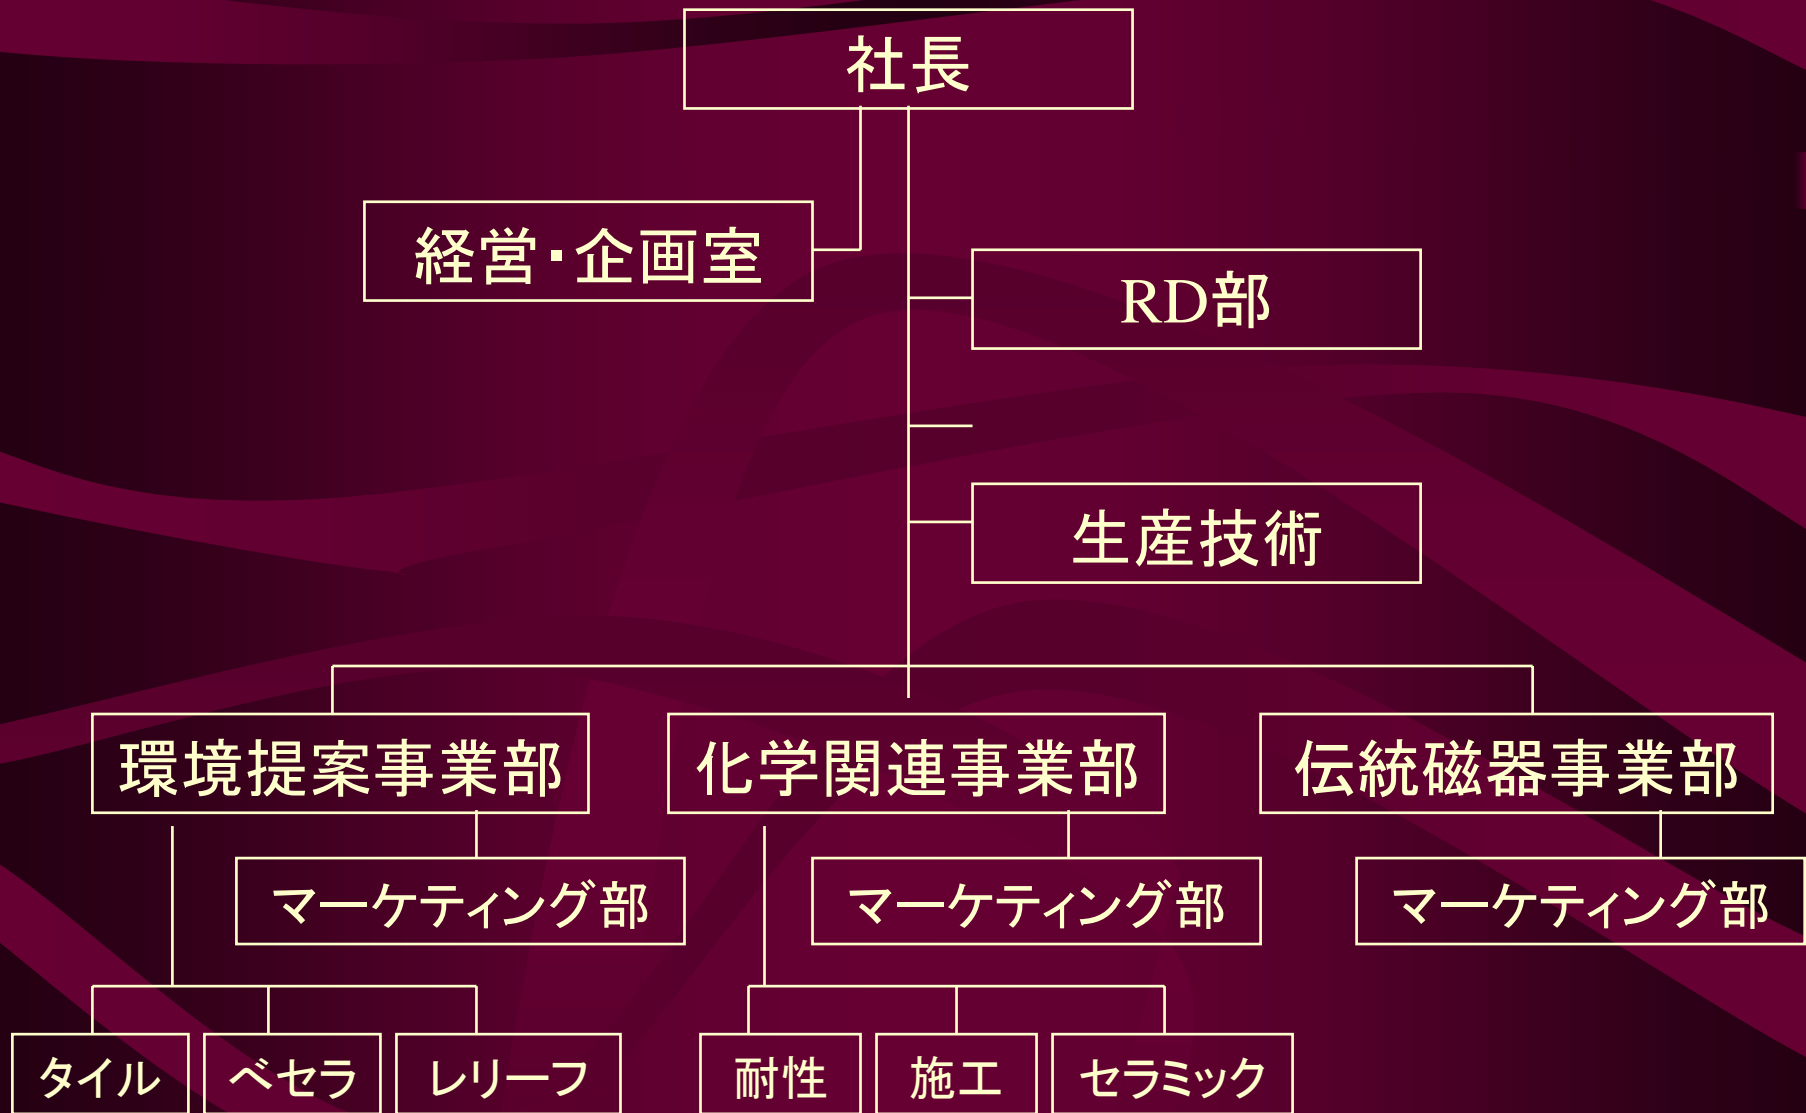 社長
経営・企画室
RD部
生産技術
環境提案事業部
化学関連事業部
伝統磁器事業部
マーケティング部
マーケティング部
マーケティング部
タイル
ベセラ
レリーフ
耐性
施工
セラミック